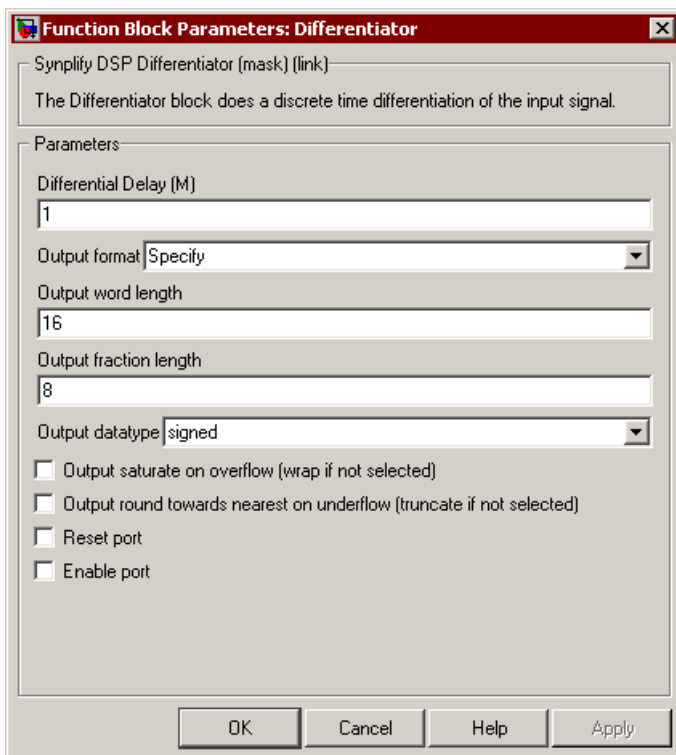 Function Block Parameters: Differentiator
Synplify DSP Differentiator (mask) (link)
The Differentiator block does a discrete time differentiation of the input signal.
Parameters
Differential Delay (M)
1
Output format Specify
Output word length
16
Output fraction length
8
Output datatype signed
Output saturate on overflow (wrap if not selected)
Output round towards nearest on underflow (truncate if not selected)
Reset port
Enable port
OK Cancel Help Apply